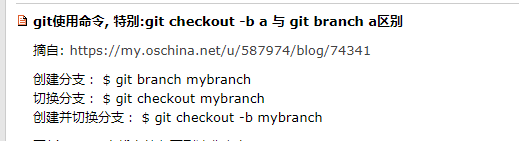 git使用命令, 特别:git checkout -b a 与 git branch a区别
摘自: https://my.oschina.net/u/587974/blog/74341
创建分支： $ git branch mybranch
切换分支： $ git checkout mybranch
创建并切换分支： $ git checkout -b mybranch